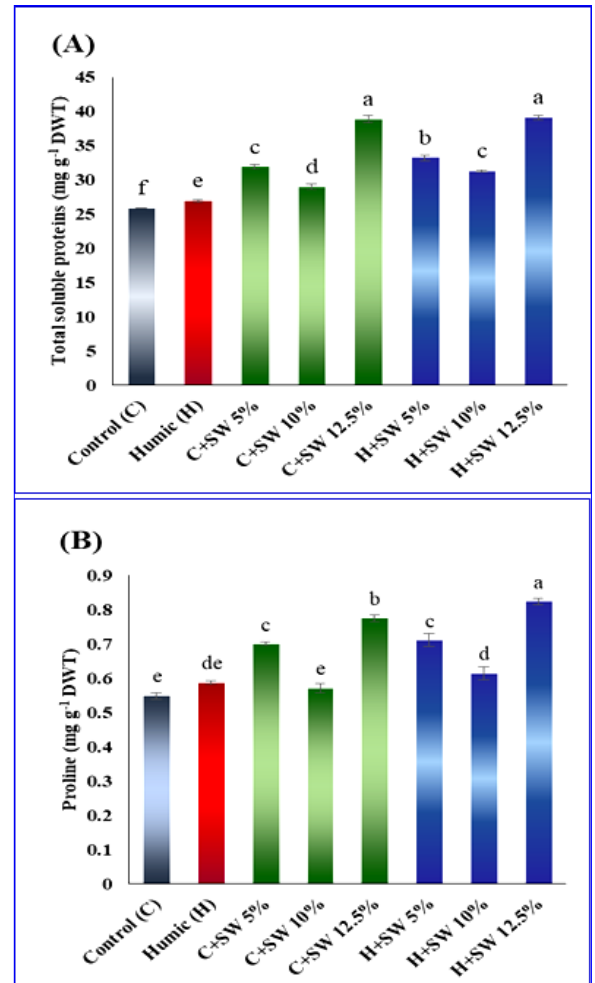 (A)
Total soluble proteins (mg g-1 DWT)
45
40
35
30
25
20
15
10
5
0
f
e
c
d
a
b
c
a
Control (C)
Humic (H)
C+SW 5%
C+SW 10%
C+SW 12.5%
H+SW 5%
H+SW 10%
H+SW 12.5%
(B)
Proline (mg g-1 DWT)
0.9
0.8
0.7
0.6
0.5
0.4
0.3
0.2
0.1
0
e
de
c
e
b
c
d
a
Control (C)
Humic (H)
C+SW 5%
C+SW 10%
C+SW 12.5%
H+SW 5%
H+SW 10%
H+SW 12.5%